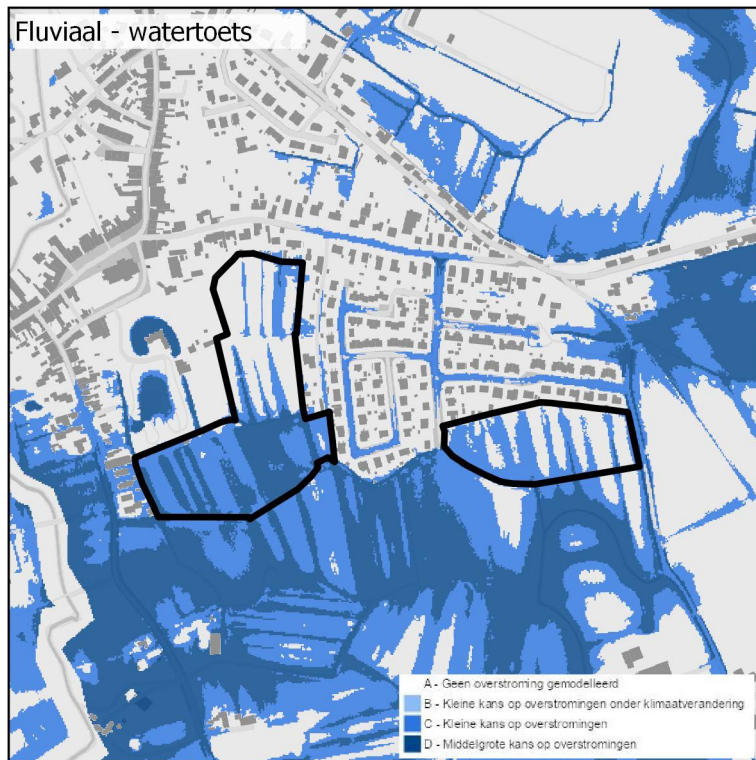 Fluviaal - watertoets
A - Geen overstroming gemodelleerd
B - Kleine kans op overstromingen onder klimaatverandering
C - Kleine kans op overstromingen
D - Middelgrote kans op overstromingen